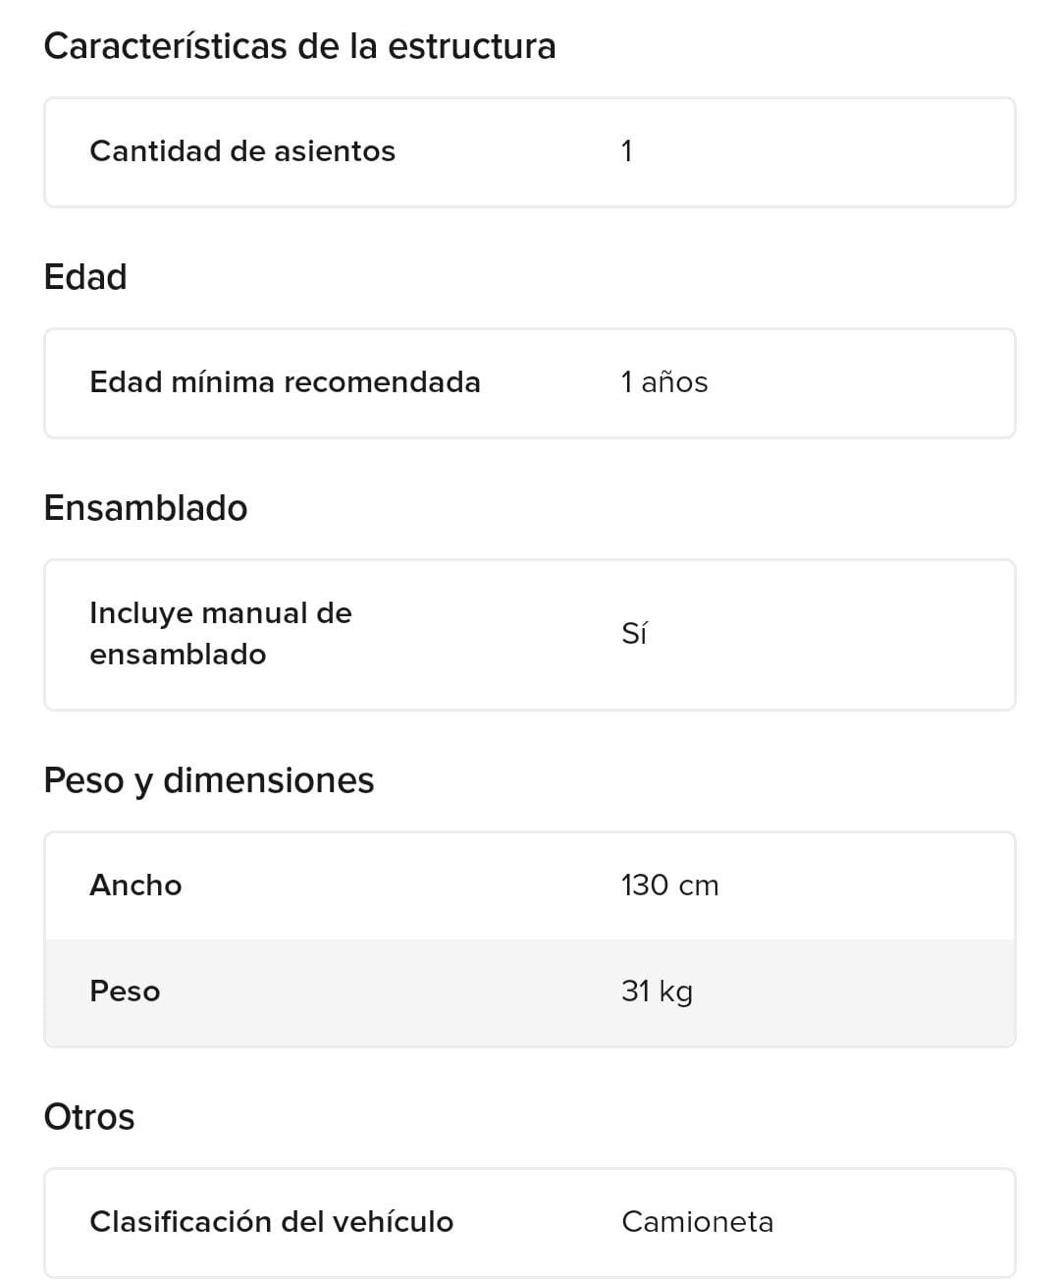 Características de la estructura
Cantidad de asientos 1
Edad
Edad mínima recomendada 1 años
Ensamblado
Incluye manual de
ensamblado
Sí
Peso y dimensiones
Ancho 130 cm
Peso 31 kg
Otros
Clasificación del vehículo Camioneta